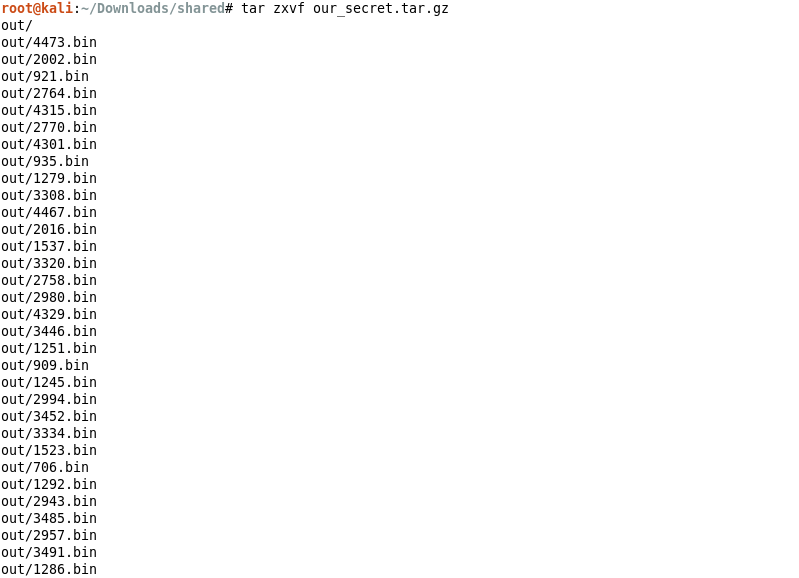 root@kali:~/Downloads/shared# tar zxvf our_secret.tar.gz
out/
out/4473.bin
out/2002.bin
out/921.bin
out/2764.bin
out/4315.bin
out/2770.bin
out/4301.bin
out/935.bin
out/1279.bin
out/3308.bin
out/4467.bin
out/2016.bin
out/1537.bin
out/3320.bin
out/2758.bin
out/2980.bin
out/4329.bin
out/3446.bin
out/1251.bin
out/909.bin
out/1245.bin
out/2994.bin
out/3452.bin
out/3334.bin
out/1523.bin
out/706.bin
out/1292.bin
out/2943.bin
out/3485.bin
out/2957.bin
out/3491.bin
out/1286.bin